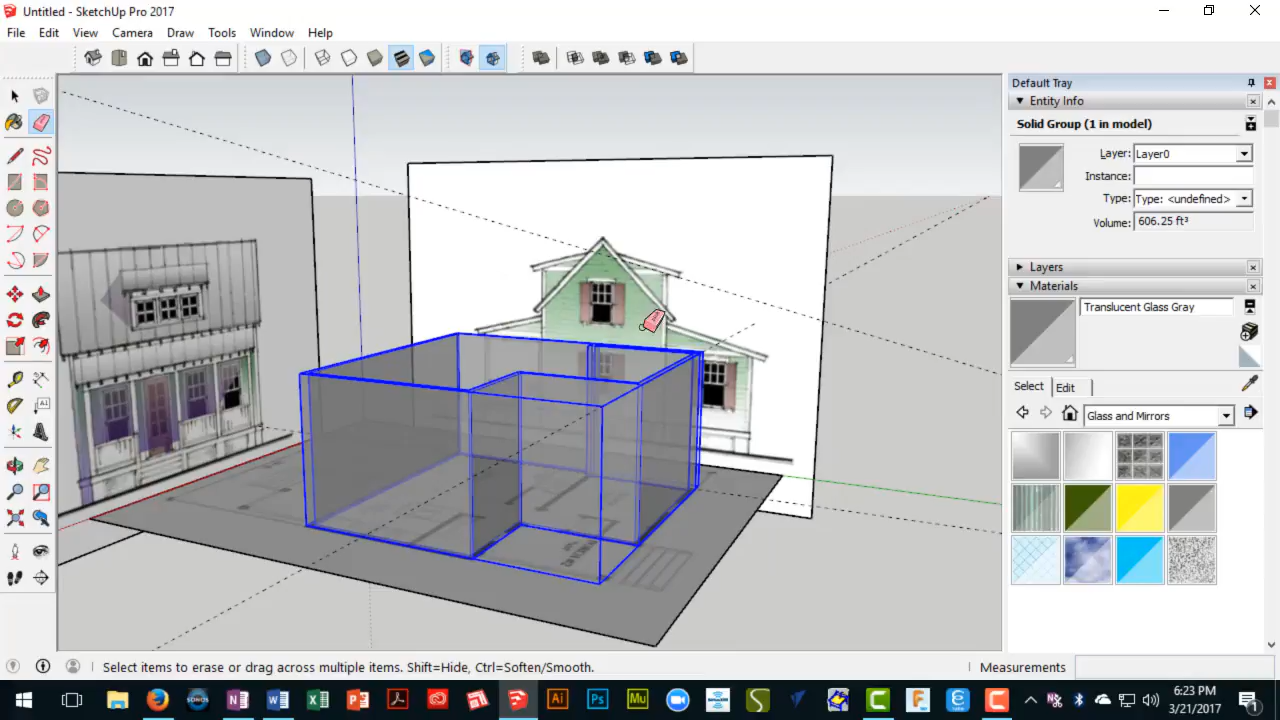 Untitled - SketchUp Pro 2017
File Edit View Camera Draw Tools Window Help
Default Tray
Entity Info
Solid Group (1 in model)
Layer: Layer0
Instance:
Type: Type: <undefined>
Volume: 606.25 ft³
Layers
Materials
Translucent Glass Gray
Select Edit
Glass and Mirrors
Select items to erase or drag across multiple items. Shift=Hide, Ctrl=Soften/Smooth.
Measurements
6:23 PM
3/21/2017